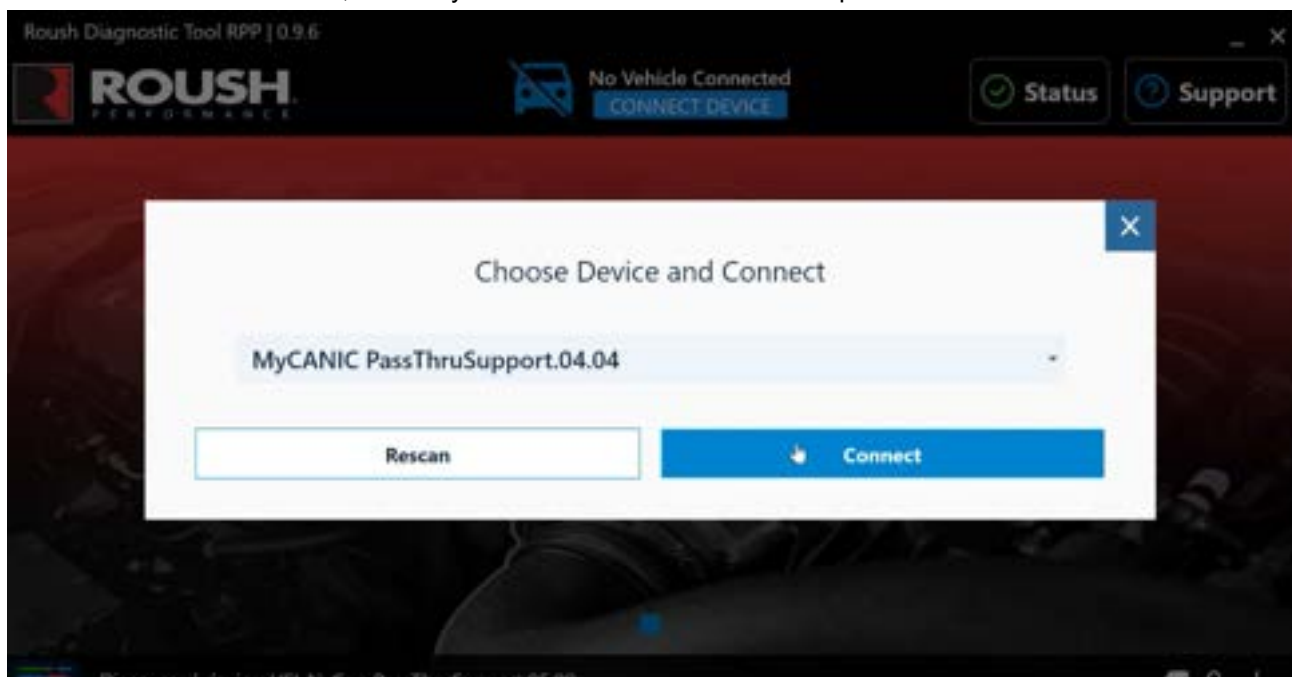 Roush Diagnostic Tool RPP | 0.9.6
ROUSH
PERFORMANCE
No Vehicle Connected
CONNECT DEVICE
Status
Support
Choose Device and Connect
MyCANIC PassThruSupport.04.04
Rescan
Connect